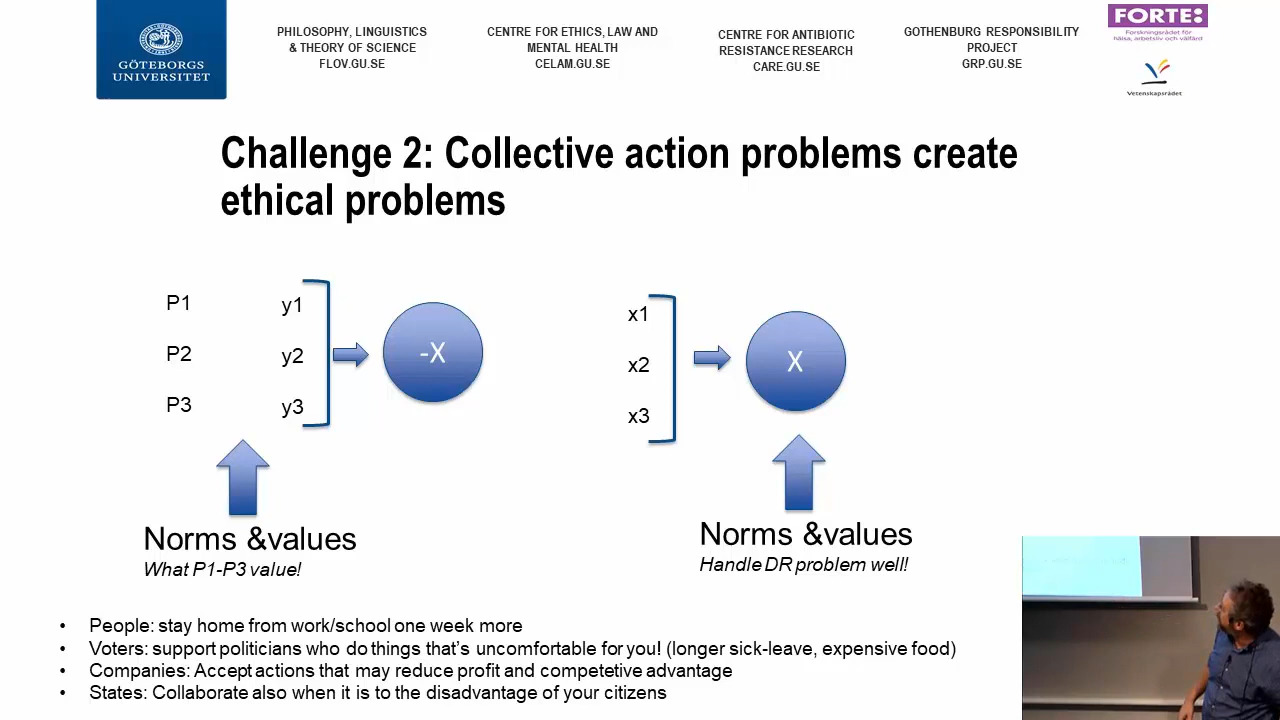 GÖTEBORGS
UNIVERSITET
PHILOSOPHY, LINGUISTICS
& THEORY OF SCIENCE
FLOV.GU.SE
CENTRE FOR ETHICS, LAW AND
MENTAL HEALTH
CELAM.GU.SE
CENTRE FOR ANTIBIOTIC
RESISTANCE RESEARCH
CARE.GU.SE
GOTHENBURG RESPONSIBILITY
PROJECT
GRP.GU.SE
FORTE:
Forskningsrådet för
hälsa, arbetsliv och välfärd
Vetenskapsrådet
Challenge 2: Collective action problems create
ethical problems
P1 y1
P2 y2
P3 y3
-X
x1
x2
x3
X
Norms &values
What P1-P3 value!
Norms &values
Handle DR problem well!
• People: stay home from work/school one week more
• Voters: support politicians who do things that's uncomfortable for you! (longer sick-leave, expensive food)
• Companies: Accept actions that may reduce profit and competetive advantage
• States: Collaborate also when it is to the disadvantage of your citizens